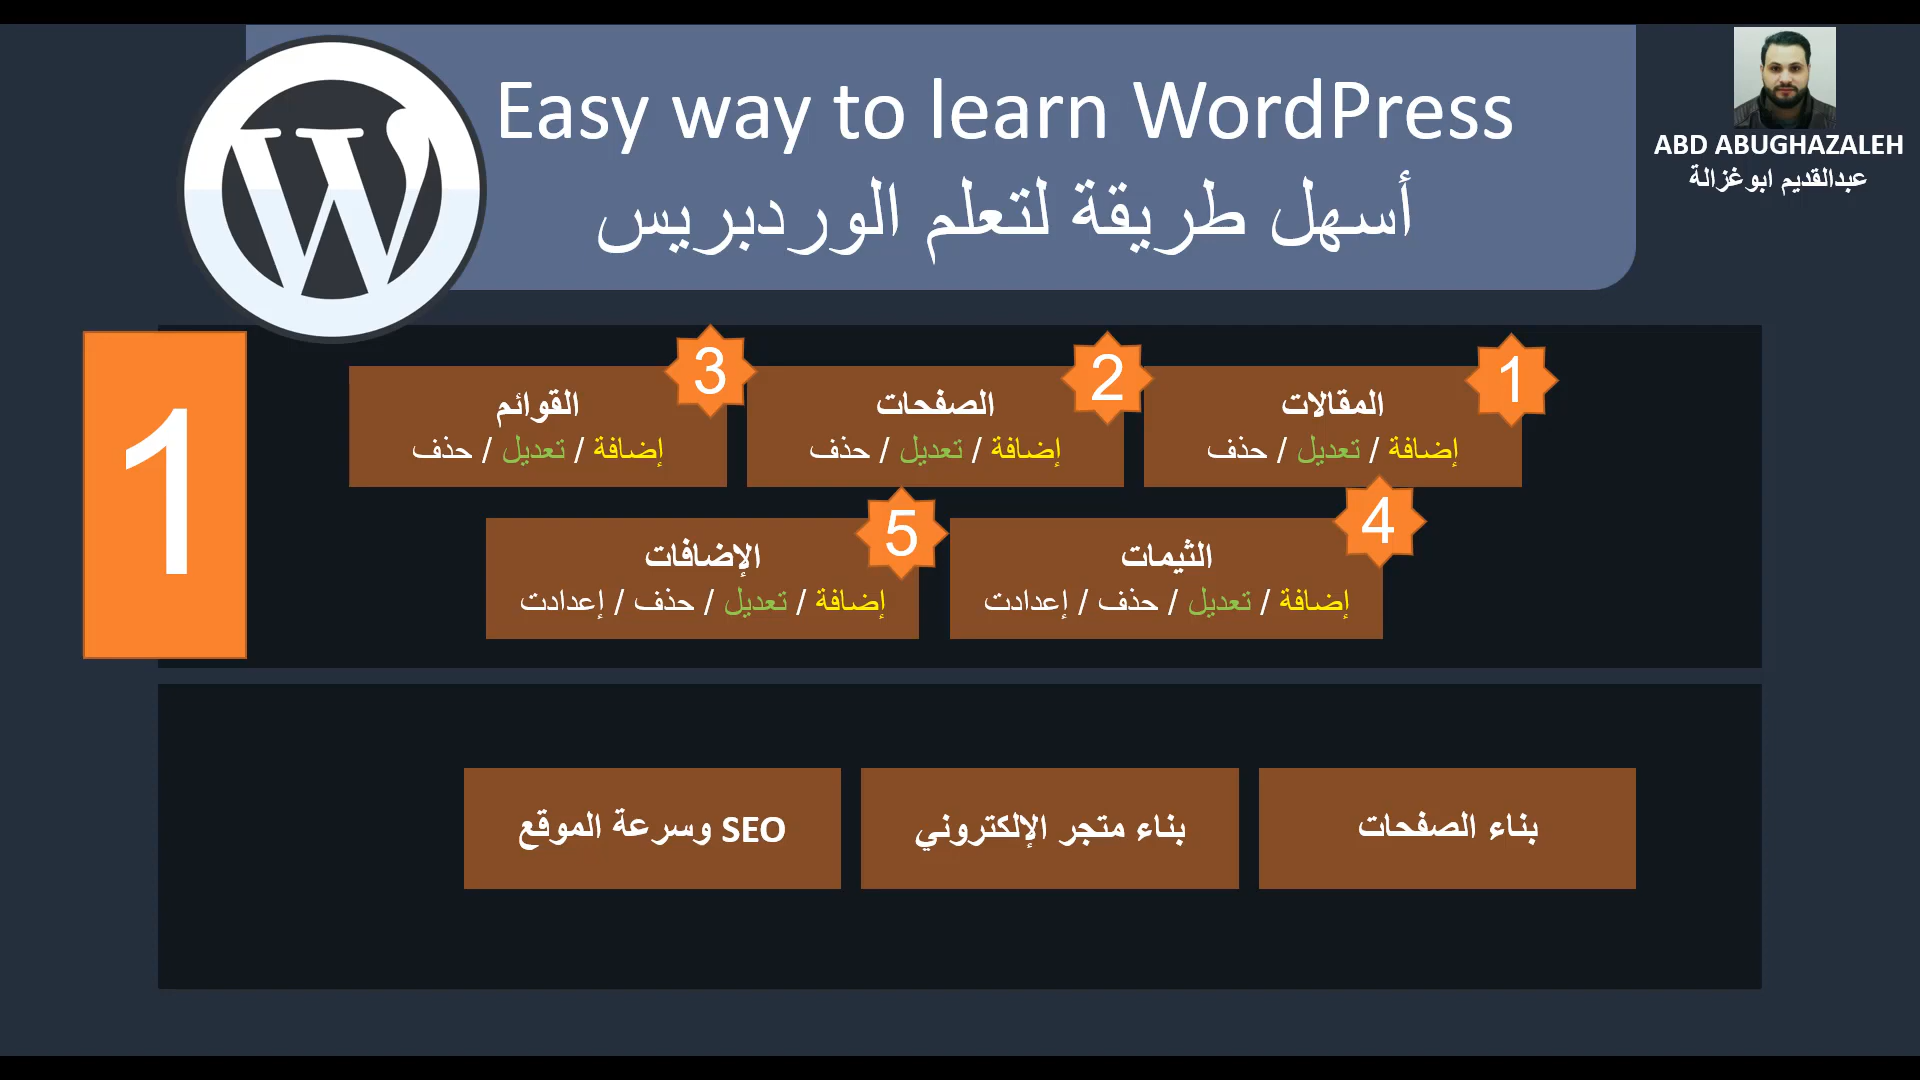 Easy way to learn WordPress
أسهل طريقة لتعلم الوردبريس
ABD ABUGHAZALEH
عبدالقديم ابوغزالة
1
1
المقالات
إضافة / تعديل / حذف
2
الصفحات
إضافة / تعديل / حذف
3
القوائم
إضافة / تعديل / حذف
4
الثيمات
إضافة / تعديل / حذف / إعدادت
5
الإضافات
إضافة / تعديل / حذف / إعدادت
بناء الصفحات
بناء متجر الإلكتروني
SEO وسرعة الموقع